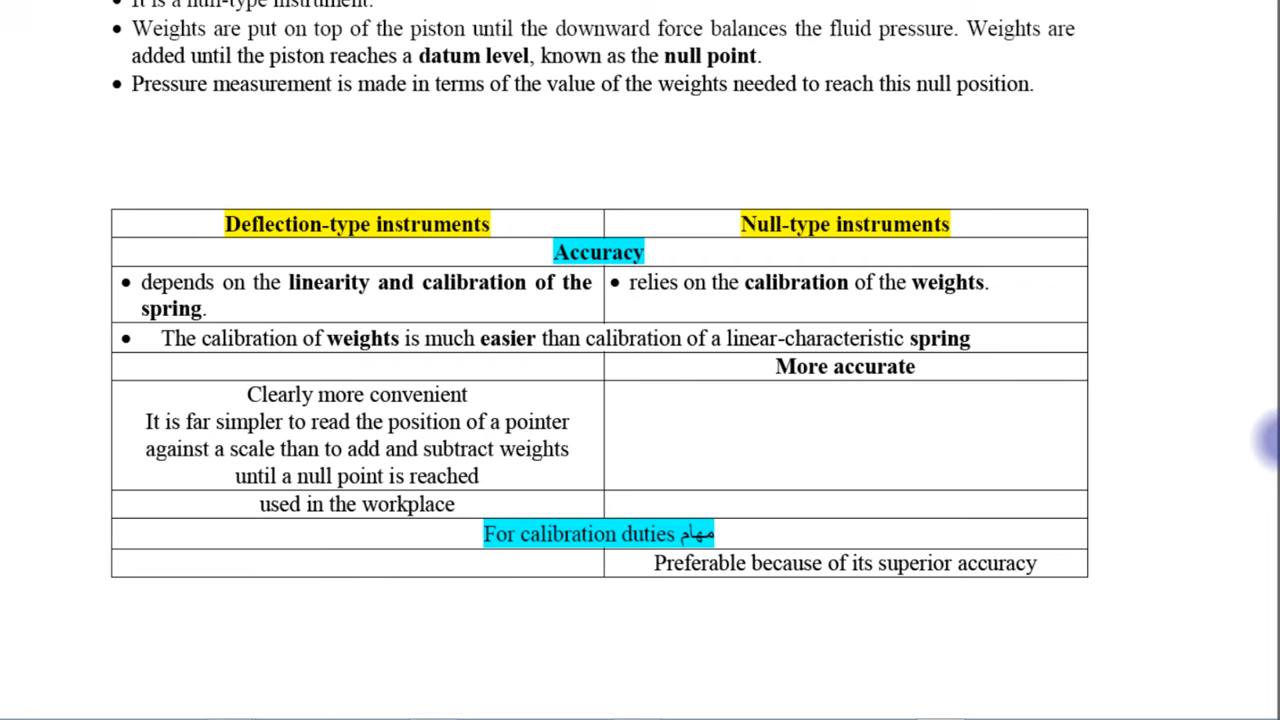 • It is a null-type instrument.
• Weights are put on top of the piston until the downward force balances the fluid pressure. Weights are
added until the piston reaches a datum level, known as the null point.
• Pressure measurement is made in terms of the value of the weights needed to reach this null position.
Deflection-type instruments
Null-type instruments
Accuracy
• depends on the linearity and calibration of the
spring.
• relies on the calibration of the weights.
• The calibration of weights is much easier than calibration of a linear-characteristic spring
More accurate
Clearly more convenient
It is far simpler to read the position of a pointer
against a scale than to add and subtract weights
until a null point is reached
used in the workplace
For calibration duties مهام
Preferable because of its superior accuracy